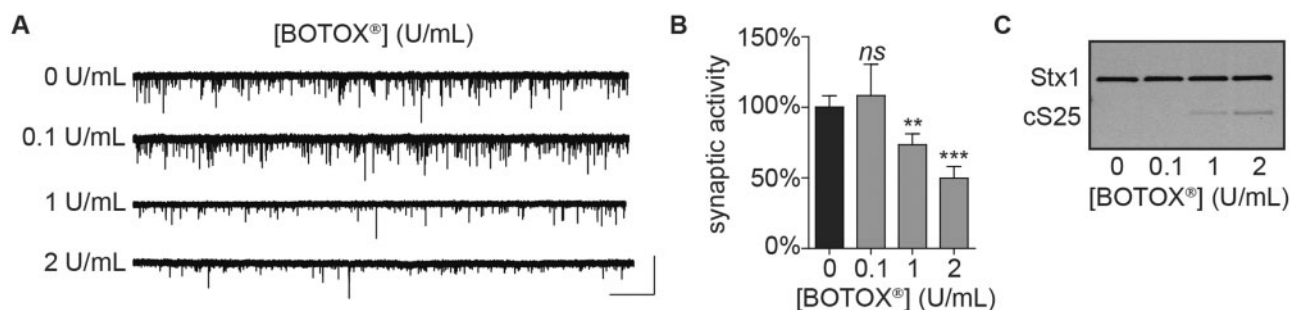 A
[BOTOX®] (U/mL)
0 U/mL
0.1 U/mL
1 U/mL
2 U/mL
B
synaptic activity
150%
100%
50%
0%
ns
**
***
0 0.1 1 2
[BOTOX®] (U/mL)
C
Stx1
cS25
0 0.1 1 2
[BOTOX®] (U/mL)